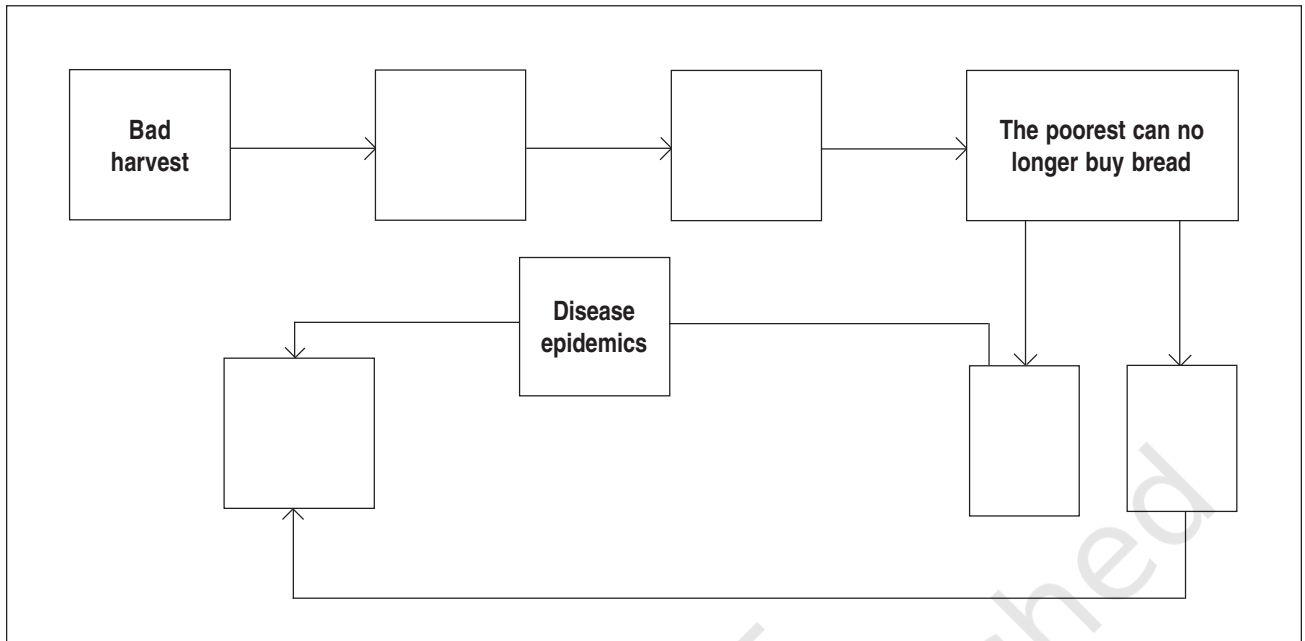 Bad
harvest
The poorest can no
longer buy bread
Disease
epidemics